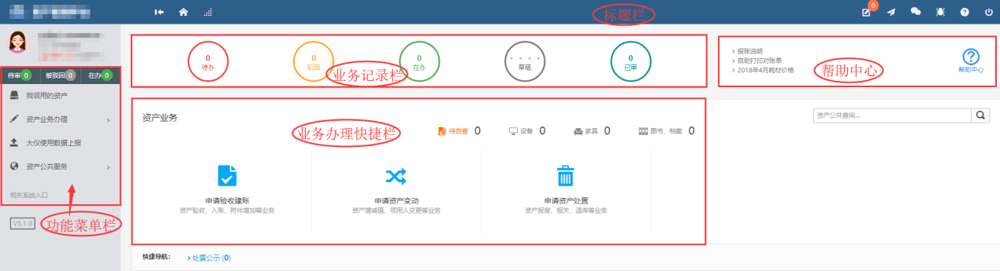 标题栏
0
0
待办
0
驳回
0
在办
- - - -
草稿
0
已审
业务记录栏
报账说明
自助打印对账单
2018年4月耗材价格
帮助中心
帮助中心
待审 0
被驳回 0
在办 0
我领用的资产
资产业务办理
大仪使用数据上报
资产公共服务
相关系统入口
V5.1.0
功能菜单栏
资产业务
业务办理快捷栏
待自查 0
设备 0
家具 0
图书、档案 0
资产公共查询...
申请验收建账
资产验收、入账、附件增加等业务
申请资产变动
资产增减值、领用人变更等业务
申请资产处置
资产报废、报失、退库等业务
快捷导航：
处置公示 (0)